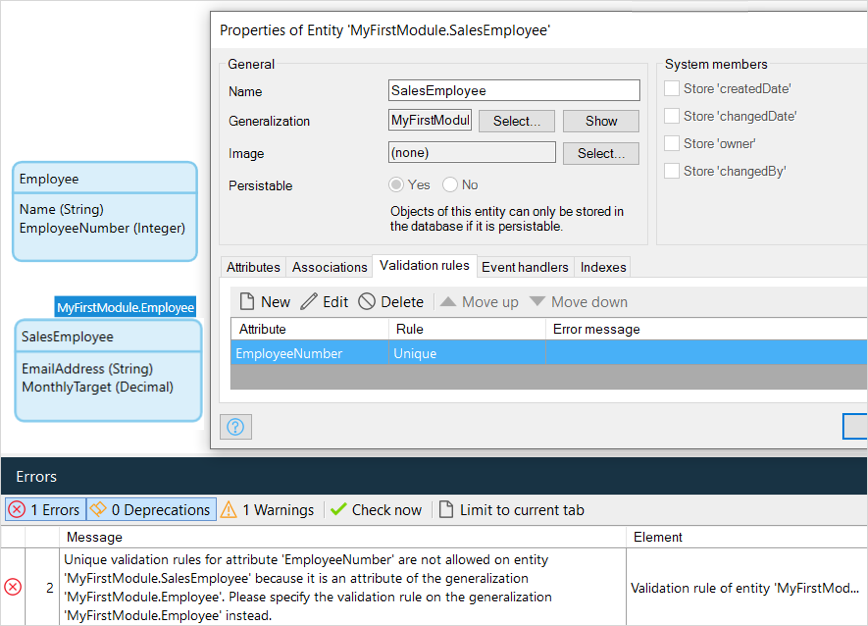 Properties of Entity 'MyFirstModule.SalesEmployee'
General
Name
SalesEmployee
Generalization
MyFirstModul
Select...
Show
Image
(none)
Select...
Persistable
Yes
No
Objects of this entity can only be stored in
the database if it is persistable.
System members
Store 'createdDate'
Store 'changedDate'
Store 'owner'
Store 'changedBy'
Employee
Name (String)
EmployeeNumber (Integer)
MyFirstModule.Employee
SalesEmployee
EmailAddress (String)
MonthlyTarget (Decimal)
Attributes
Associations
Validation rules
Event handlers
Indexes
New
Edit
Delete
Move up
Move down
Attribute
Rule
Error message
EmployeeNumber
Unique
?
Errors
1 Errors
0 Deprecations
1 Warnings
Check now
Limit to current tab
Message
Element
2
Unique validation rules for attribute 'EmployeeNumber' are not allowed on entity
'MyFirstModule.SalesEmployee' because it is an attribute of the generalization
'MyFirstModule.Employee'. Please specify the validation rule on the generalization
'MyFirstModule.Employee' instead.
Validation rule of entity 'MyFirstMod...